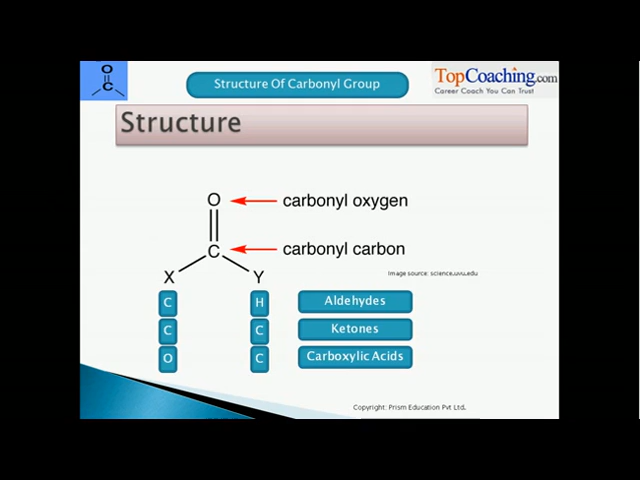 O
C
Structure Of Carbonyl Group
TopCoaching.com
Career Coach You Can Trust
Structure
O carbonyl oxygen
C carbonyl carbon
X Y
Image source: science.uvu.edu
C H Aldehydes
C C Ketones
O C Carboxylic Acids
Copyright: Prism Education Pvt Ltd.